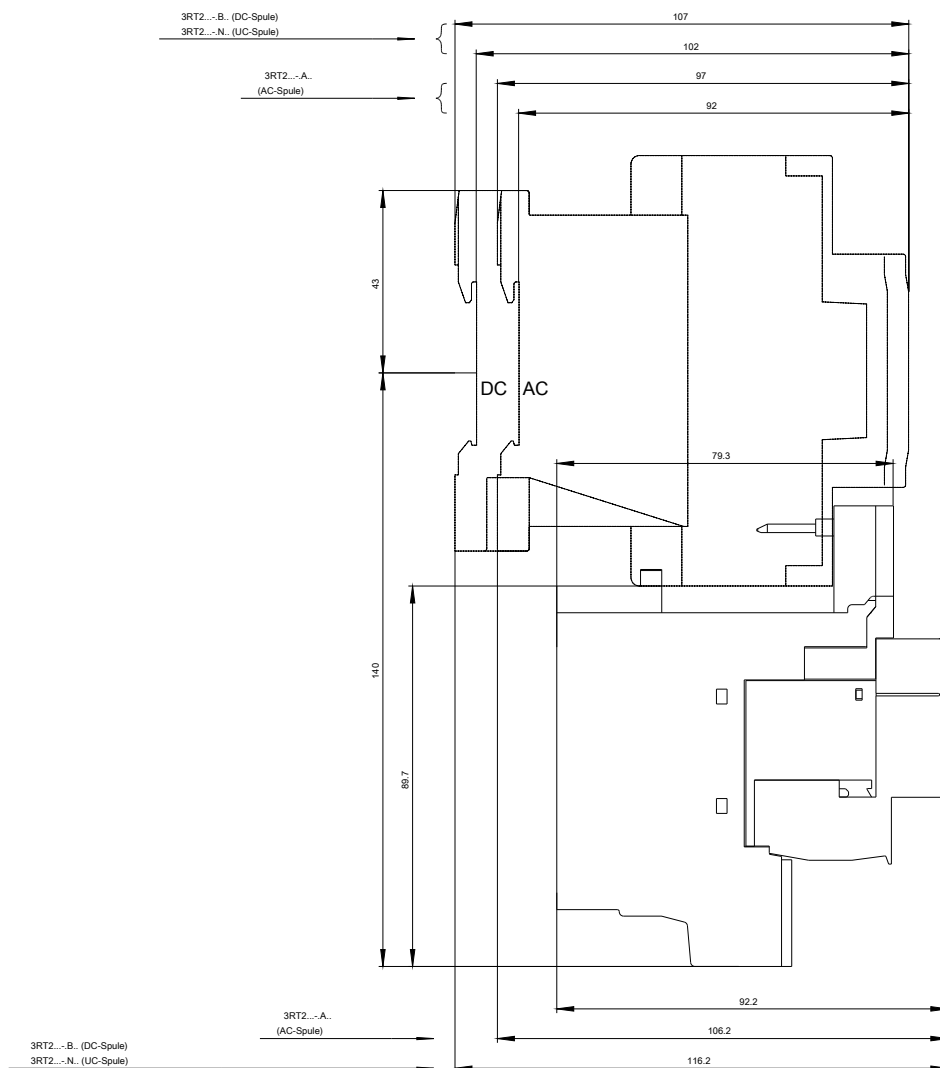 3RT2...-.B.. (DC-Spule)
107
3RT2...-.N.. (UC-Spule)
102
3RT2...-.A..
97
(AC-Spule)
92
43
DC AC
79.3
140
89.7
92.2
3RT2...-.A..
(AC-Spule)
106.2
3RT2...-.B.. (DC-Spule)
3RT2...-.N.. (UC-Spule)
116.2